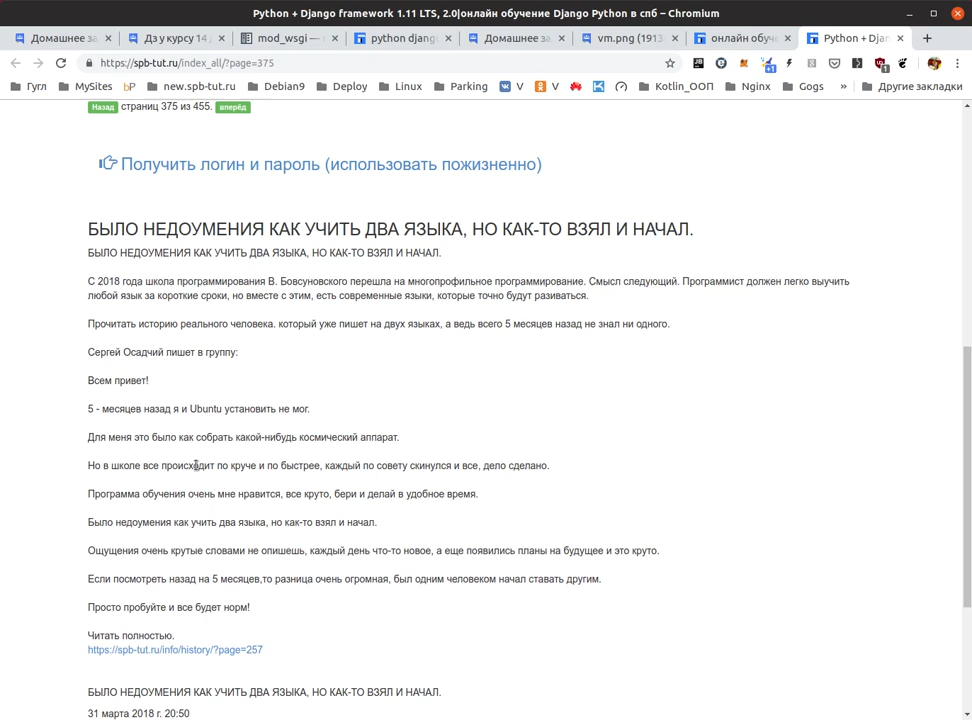 Python + Django framework 1.11 LTS, 2.0|онлайн обучение Django Python в спб – Chromium
Домашнее за
Дз у курсу 14
mod_wsgi —
python django
Домашнее за
vm.png (1913
онлайн обуче
Python + Djan
https://spb-tut.ru/index_all/?page=375
Гугл MySites bP new.spb-tut.ru Debian9 Deploy Linux Parking V V Kotlin_ООП Nginx Gogs » Другие закладки
Назад страниц 375 из 455. вперёд
Получить логин и пароль (использовать пожизненно)
БЫЛО НЕДОУМЕНИЯ КАК УЧИТЬ ДВА ЯЗЫКА, НО КАК-ТО ВЗЯЛ И НАЧАЛ.
БЫЛО НЕДОУМЕНИЯ КАК УЧИТЬ ДВА ЯЗЫКА, НО КАК-ТО ВЗЯЛ И НАЧАЛ.
С 2018 года школа программирования В. Бовсуновского перешла на многопрофильное программирование. Смысл следующий. Программист должен легко выучить
любой язык за короткие сроки, но вместе с этим, есть современные языки, которые точно будут разиваться.
Прочитать историю реального человека. который уже пишет на двух языках, а ведь всего 5 месяцев назад не знал ни одного.
Сергей Осадчий пишет в группу:
Всем привет!
5 - месяцев назад я и Ubuntu установить не мог.
Для меня это было как собрать какой-нибудь космический аппарат.
Но в школе все происходит по круче и по быстрее, каждый по совету скинулся и все, дело сделано.
Программа обучения очень мне нравится, все круто, бери и делай в удобное время.
Было недоумения как учить два языка, но как-то взял и начал.
Ощущения очень крутые словами не опишешь, каждый день что-то новое, а еще появились планы на будущее и это круто.
Если посмотреть назад на 5 месяцев,то разница очень огромная, был одним человеком начал ставать другим.
Просто пробуйте и все будет норм!
Читать полностью.
https://spb-tut.ru/info/history/?page=257
БЫЛО НЕДОУМЕНИЯ КАК УЧИТЬ ДВА ЯЗЫКА, НО КАК-ТО ВЗЯЛ И НАЧАЛ.
31 марта 2018 г. 20:50